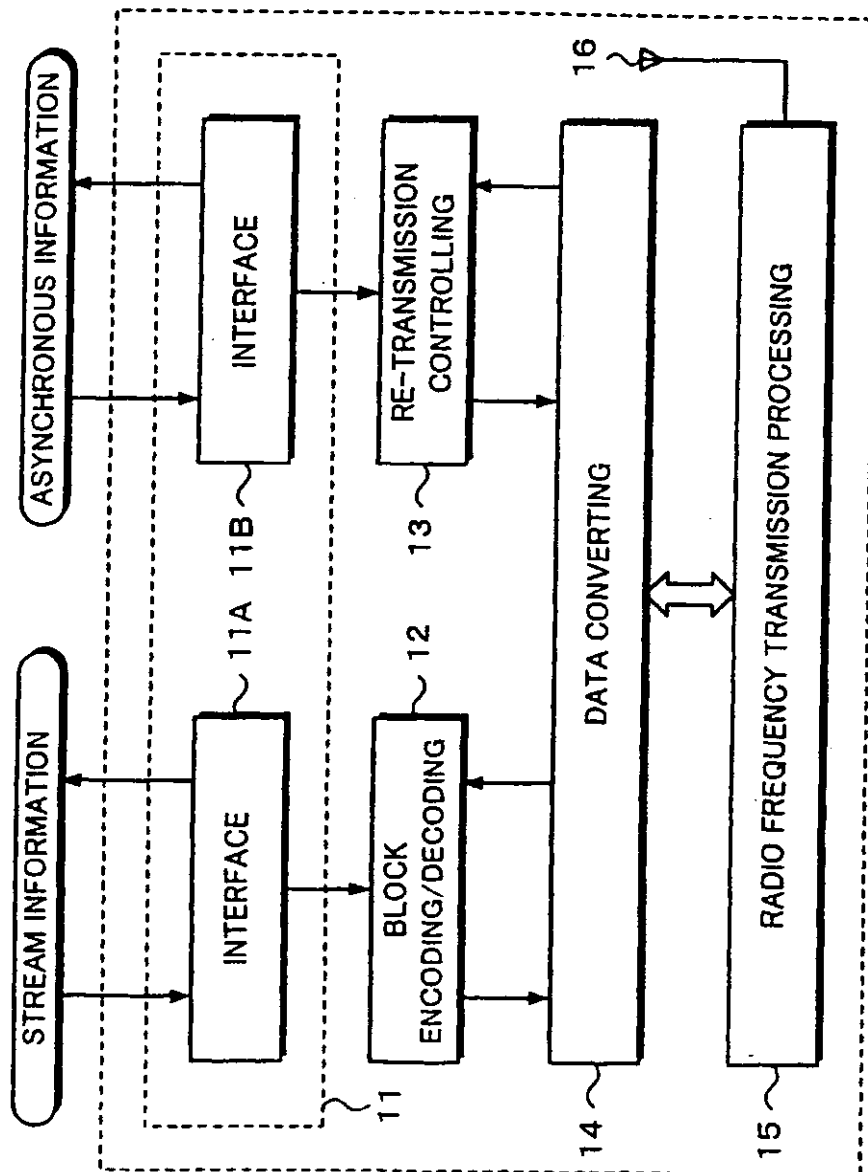 STREAM INFORMATION
ASYNCHRONOUS INFORMATION
INTERFACE
11A
INTERFACE
11B
11
BLOCK
ENCODING/DECODING
12
RE-TRANSMISSION
CONTROLLING
13
DATA CONVERTING
14
RADIO FREQUENCY TRANSMISSION PROCESSING
15
16